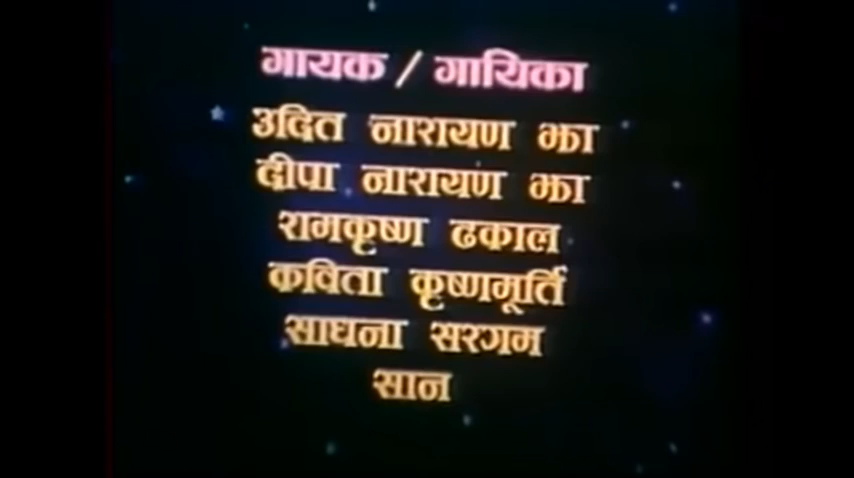 गायक / गायिका
उदित नारायण झा
दीपा नारायण झा
रामकृष्ण ढकाल
कविता कृष्णमूर्ति
साधना सरगम
सान